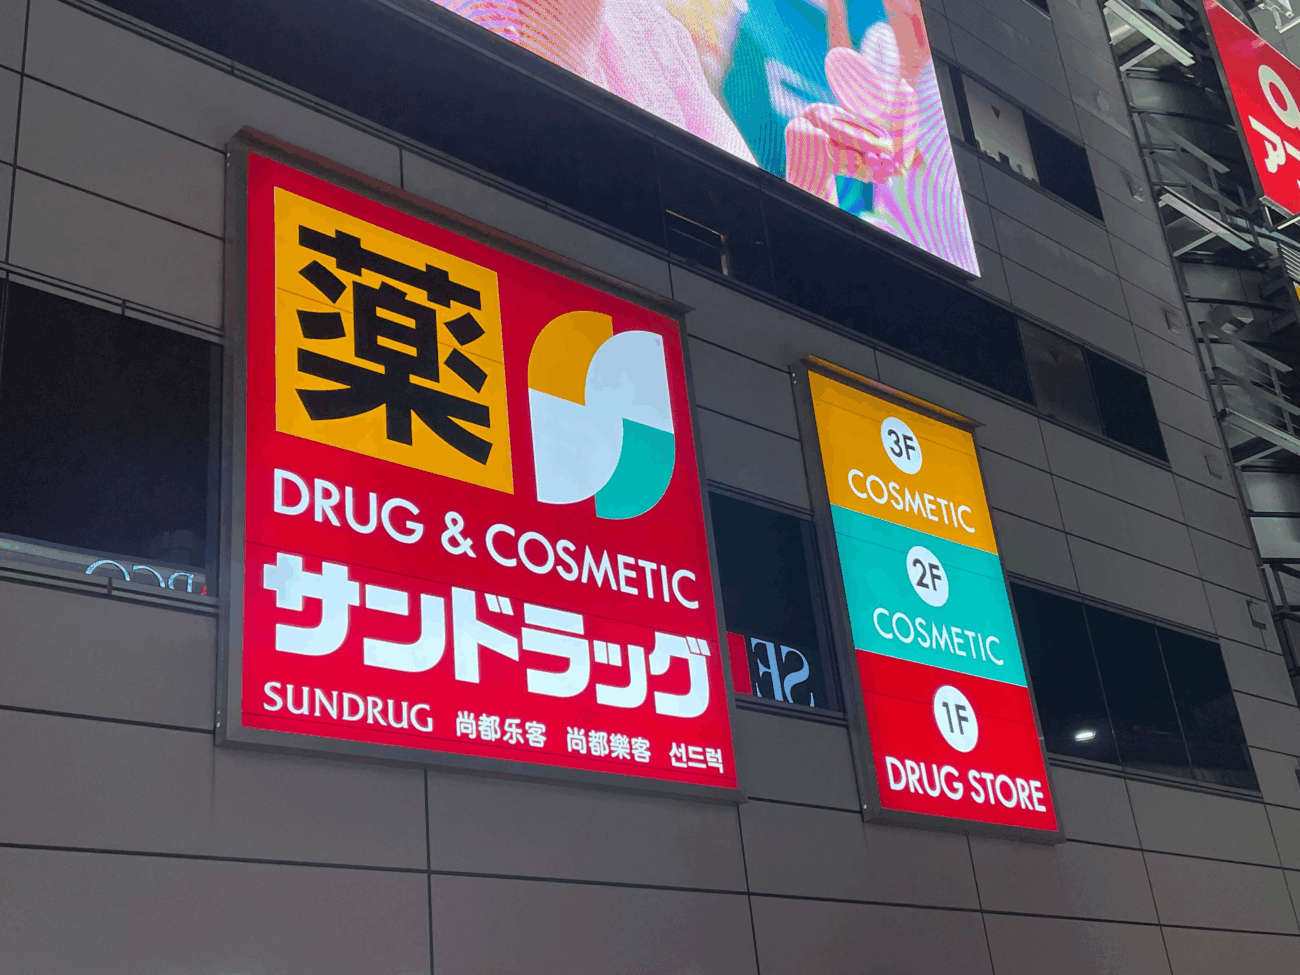 薬
DRUG & COSMETIC
サンドラッグ
SUNDRUG 尚都乐客 尚都樂客 선드럭
3F
COSMETIC
2F
COSMETIC
1F
DRUG STORE